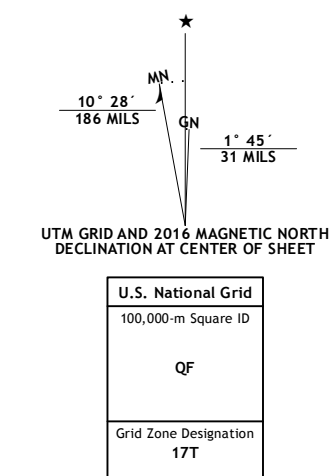 ★
MN
10° 28´
186 MILS
GN
1° 45´
31 MILS
UTM GRID AND 2016 MAGNETIC NORTH
DECLINATION AT CENTER OF SHEET
U.S. National Grid
100,000-m Square ID
QF
Grid Zone Designation
17T